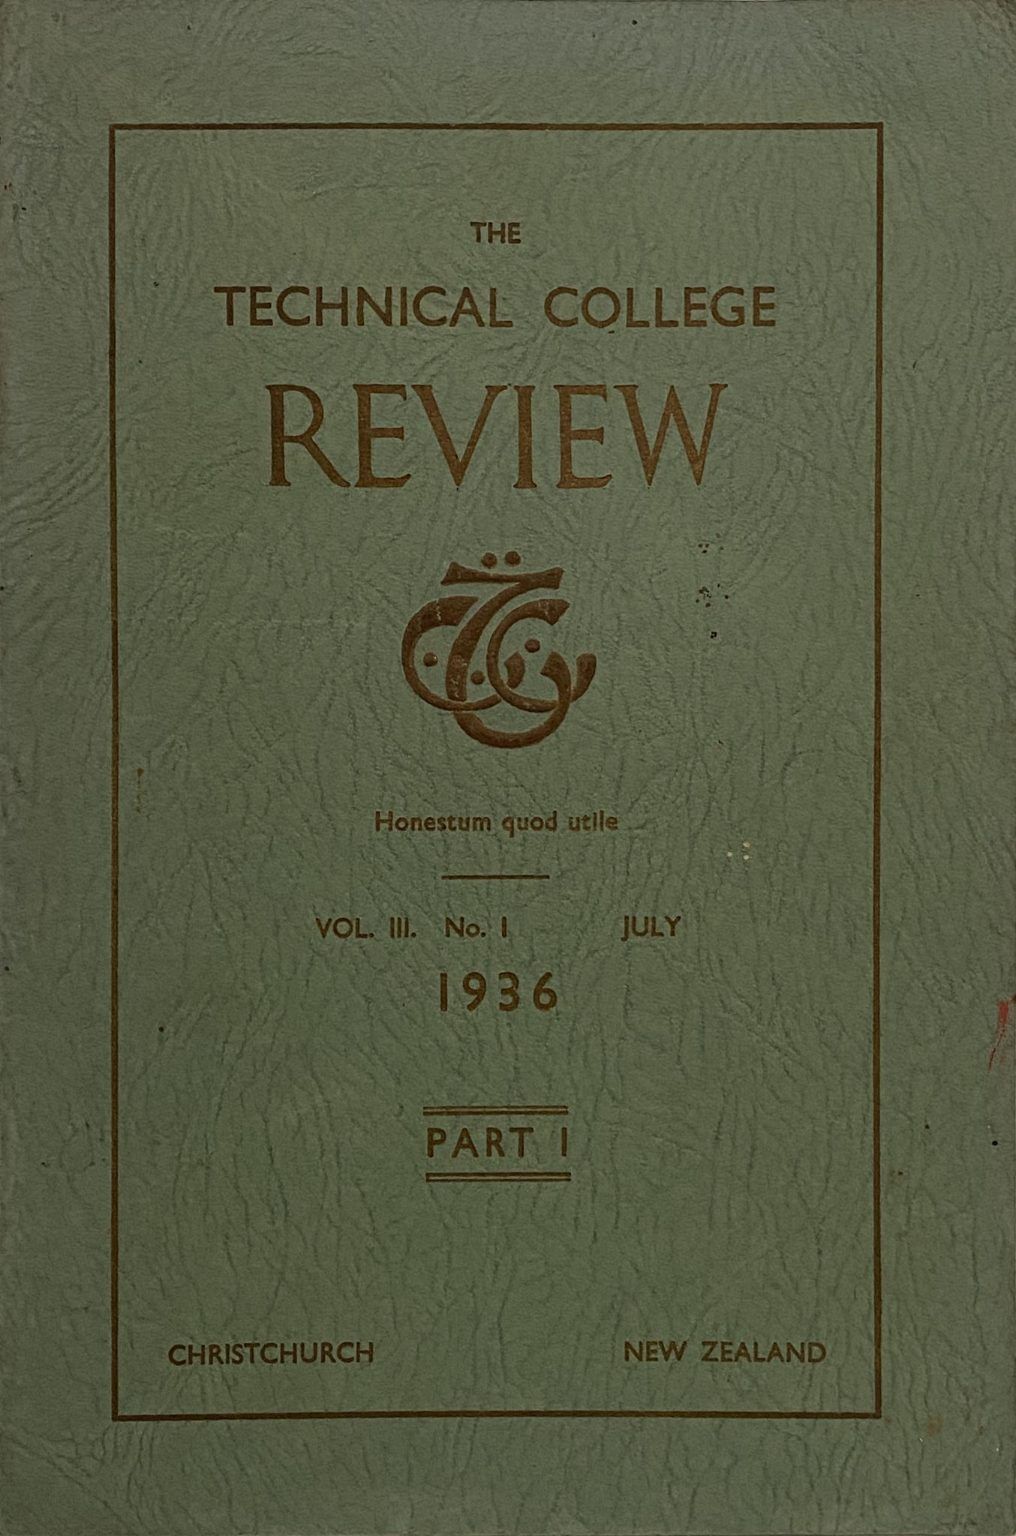 THE
TECHNICAL COLLEGE
REVIEW
Honestum quod utile
VOL. III. No. I JULY
1936
PART I
CHRISTCHURCH NEW ZEALAND